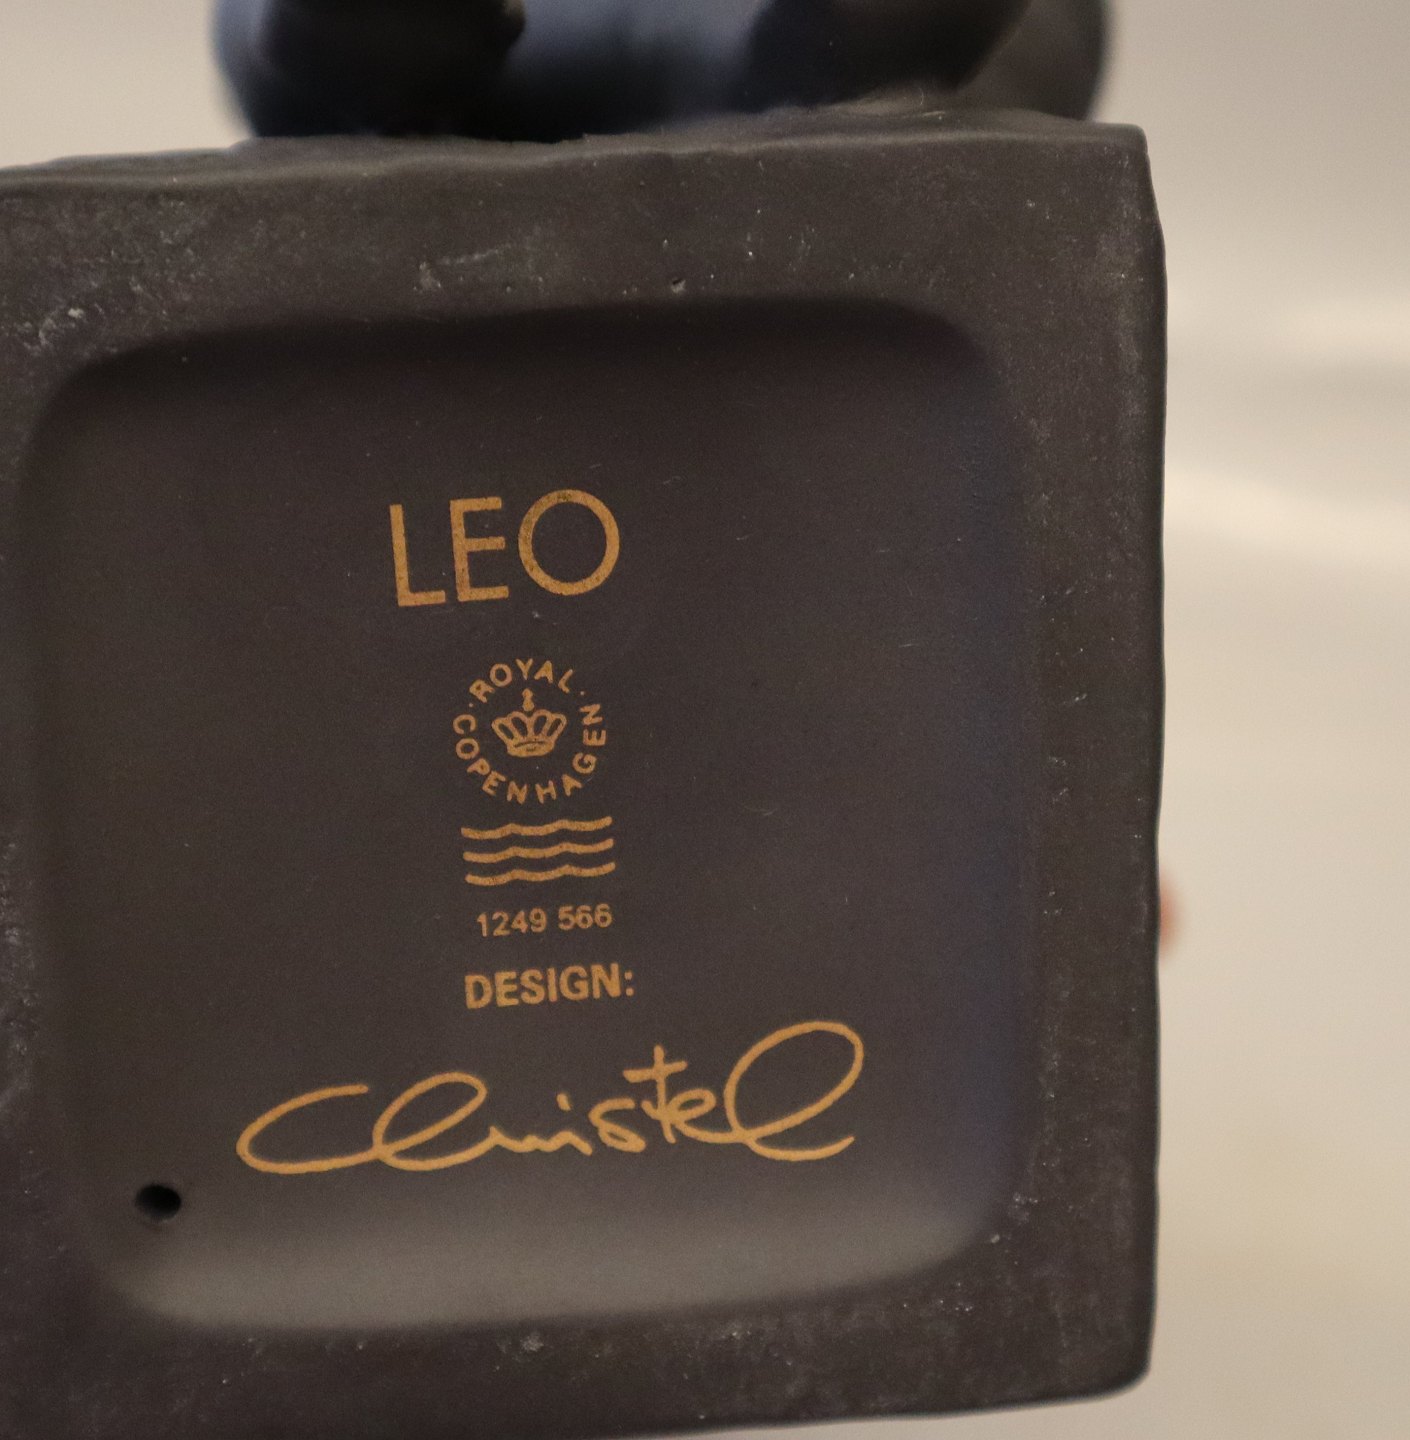 LEO
ROYAL
COPENHAGEN
1249 566
DESIGN:
Christel